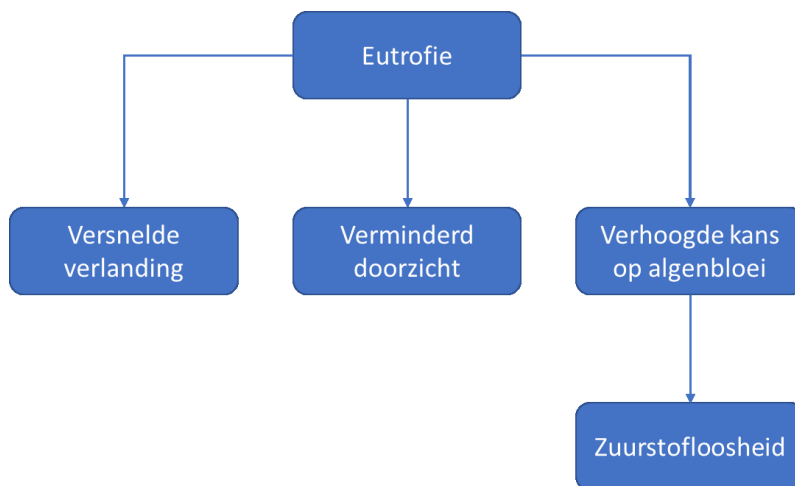 Eutrofie
Versnelde
verlanding
Verminderd
doorzicht
Verhoogde kans
op algenbloei
Zuurstofloosheid